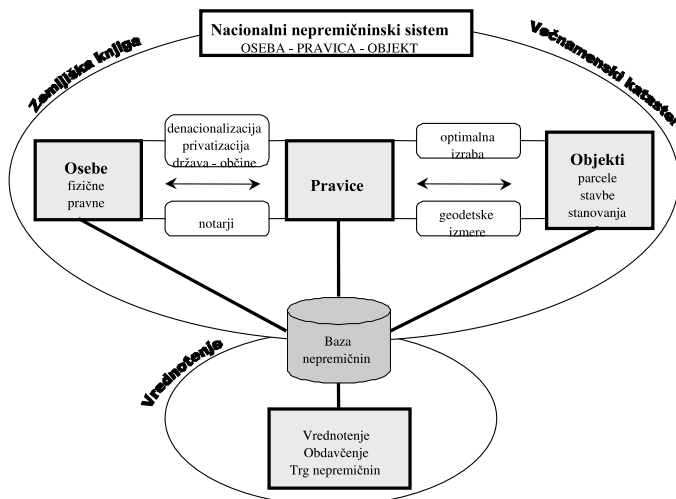 Nacionalni nepremičninski sistem
OSEBA - PRAVICA - OBJEKT
Zemljiška knjiga
Večnamenski kataster
denacionalizacija
privatizacija
država - občine
optimalna
izraba
Osebe
fizične
pravne
Pravice
Objekti
parcele
stavbe
stanovanja
notarji
geodetske
izmere
Baza
nepremičnin
Vrednotenje
Vrednotenje
Obdavčenje
Trg nepremičnin